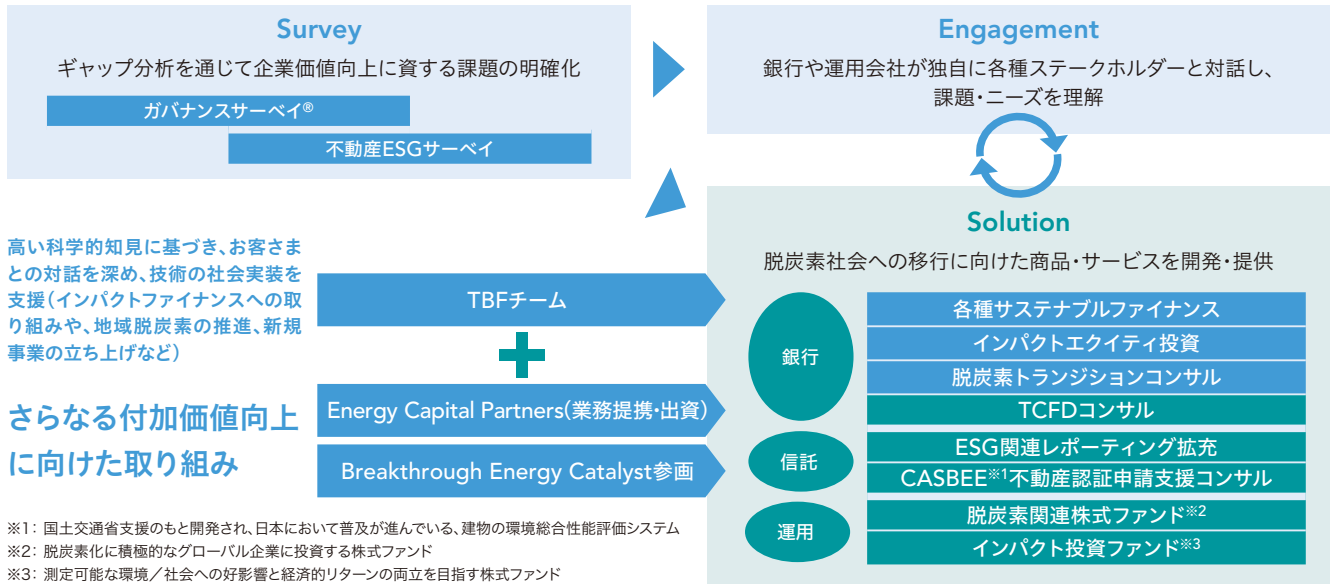 Survey
ギャップ分析を通じて企業価値向上に資する課題の明確化
ガバナンスサーベイ®
不動産ESGサーベイ
Engagement
銀行や運用会社が独自に各種ステークホルダーと対話し、
課題・ニーズを理解
高い科学的知見に基づき、お客さま
との対話を深め、技術の社会実装を
支援(インパクトファイナンスへの取
り組みや、地域脱炭素の推進、新規
事業の立ち上げなど)
さらなる付加価値向上
に向けた取り組み
TBFチーム
Energy Capital Partners(業務提携・出資)
Breakthrough Energy Catalyst参画
Solution
脱炭素社会への移行に向けた商品・サービスを開発・提供
銀行
各種サステナブルファイナンス
インパクトエクイティ投資
脱炭素トランジションコンサル
TCFDコンサル
信託
ESG関連レポーティング拡充
CASBEE※1不動産認証申請支援コンサル
運用
脱炭素関連株式ファンド※2
インパクト投資ファンド※3
※1: 国土交通省支援のもと開発され、日本において普及が進んでいる、建物の環境総合性能評価システム
※2: 脱炭素化に積極的なグローバル企業に投資する株式ファンド
※3: 測定可能な環境/社会への好影響と経済的リターンの両立を目指す株式ファンド